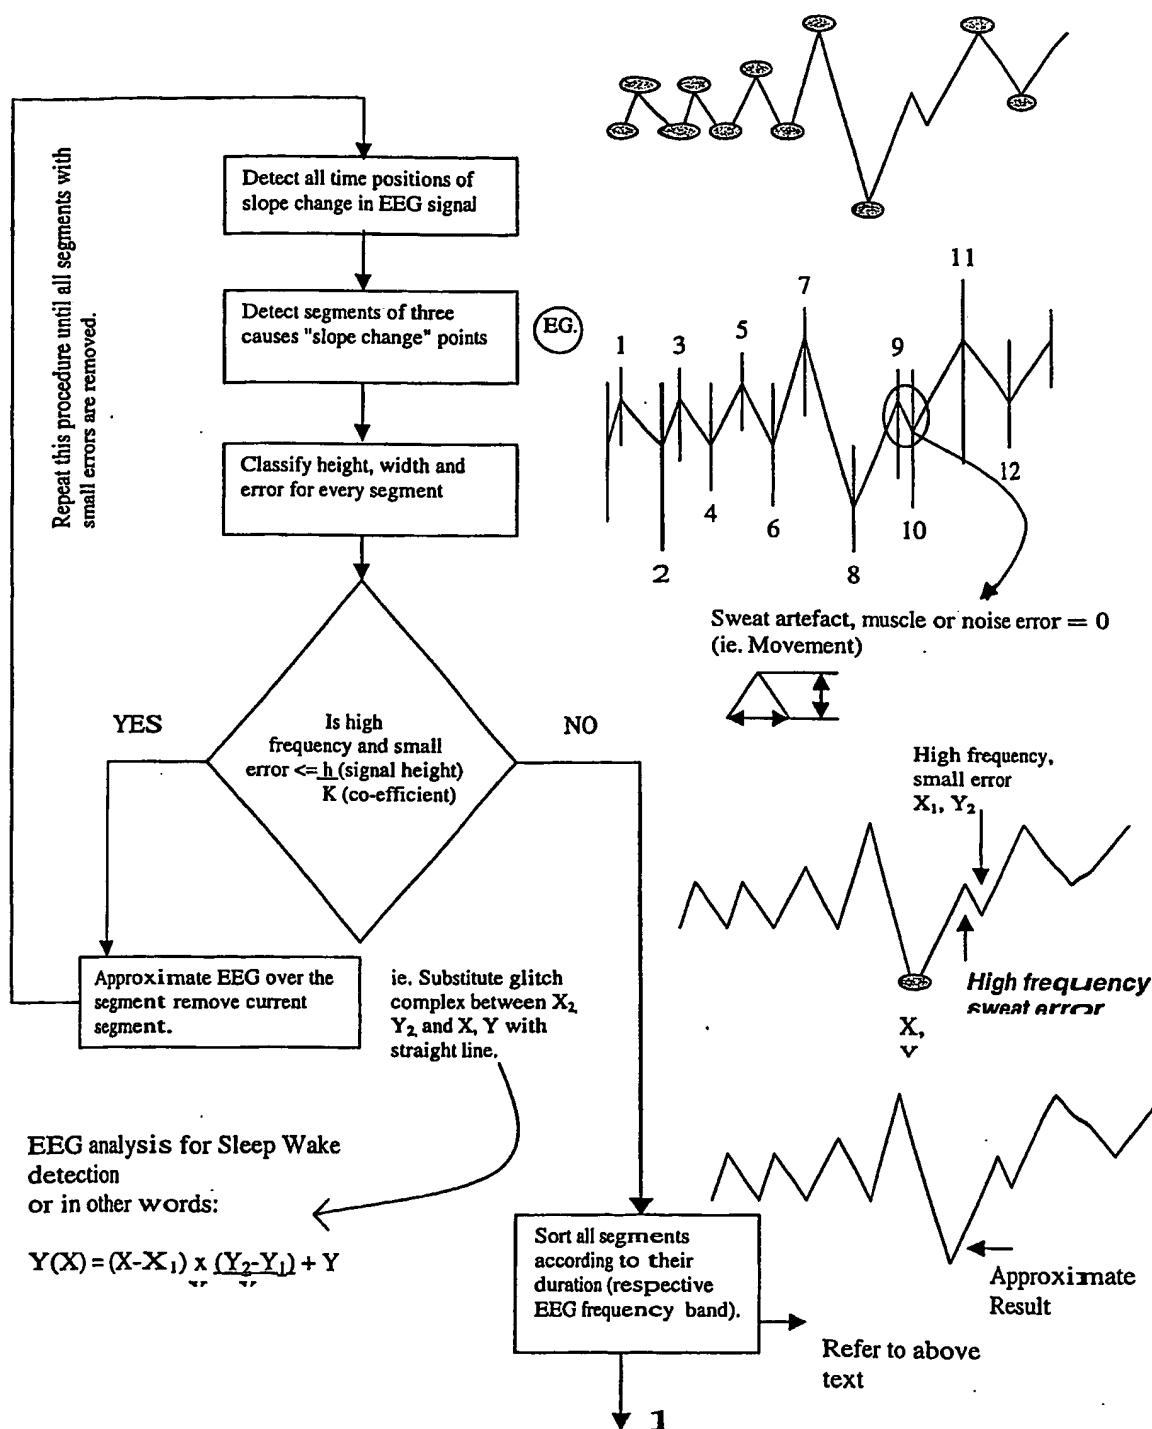 Repeat this procedure until all segments with
small errors are removed.
Detect all time positions of
slope change in EEG signal
Detect segments of three
causes "slope change" points
EG.
Classify height, width and
error for every segment
1
3
5
7
9
11
2
4
6
8
10
12
Sweat artefact, muscle or noise error = 0
(ie. Movement)
YES
Is high
frequency and small
error <= h (signal height)
K (co-efficient)
NO
High frequency,
small error
X₁, Y₂
High frequency
sweat error
X,
Approximate EEG over the
segment remove current
segment.
ie. Substitute glitch
complex between X₂
Y₂ and X, Y with
straight line.
EEG analysis for Sleep Wake
detection
or in other words:
Y(X) = (X-X₁) x (Y₂-Y₁) + Y
Sort all segments
according to their
duration (respective
EEG frequency band).
Approximate
Result
Refer to above
text
1